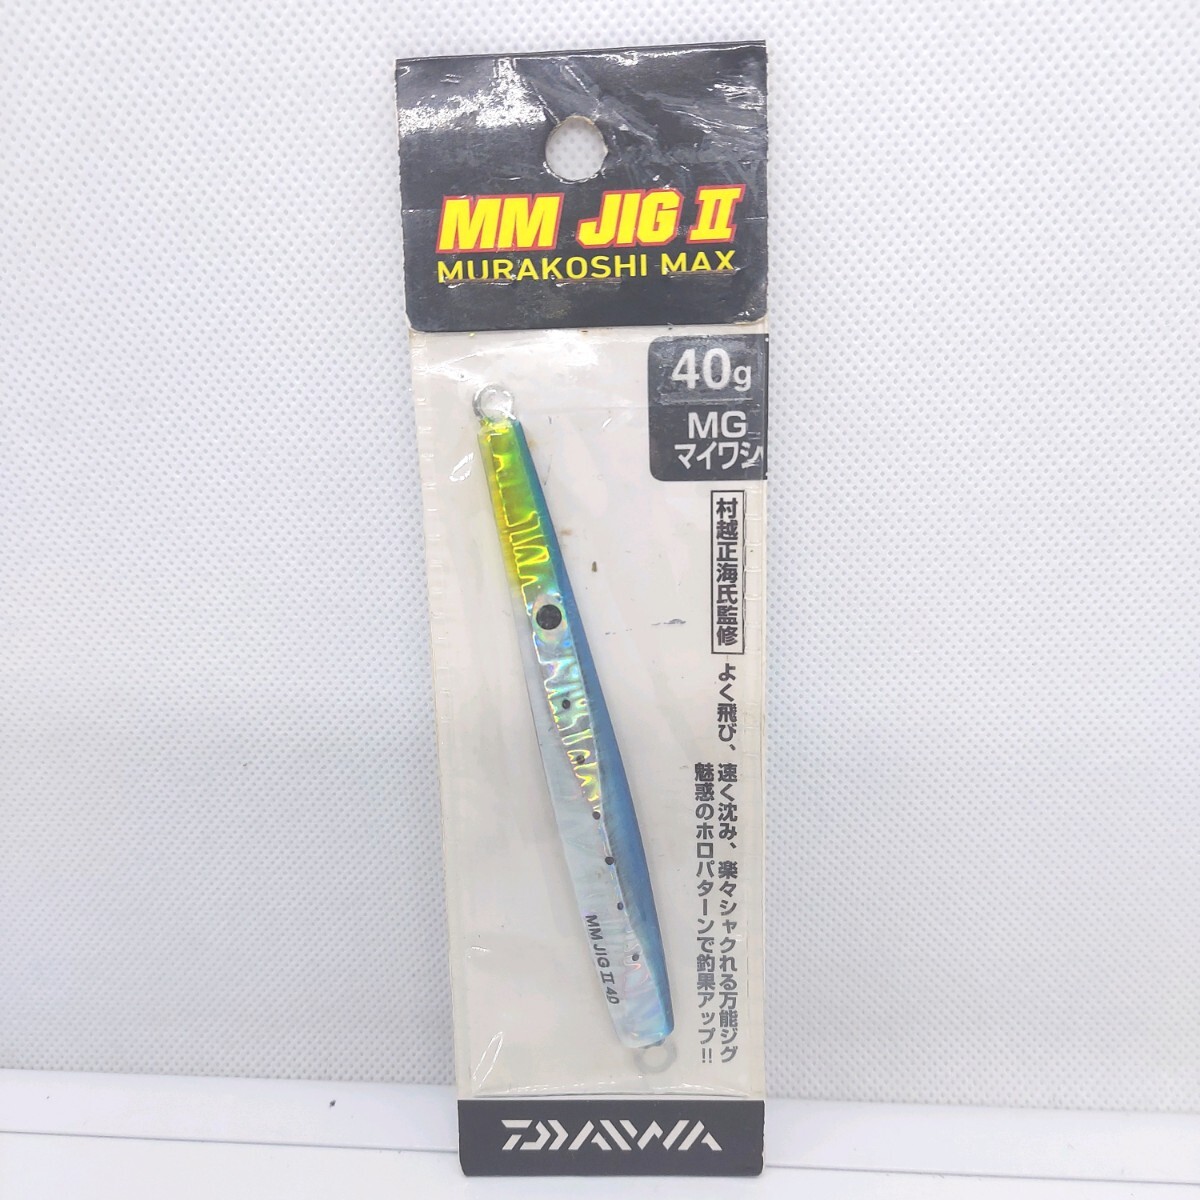 MM JIG II
MURAKOSHI MAX
40g
MG
マイワシ
村越正海氏監修
よく飛び、速く沈み、楽々シャクれる万能ジグ
魅惑のホロパターンで釣果アップ!!
MM JIG II 40
DAIWA